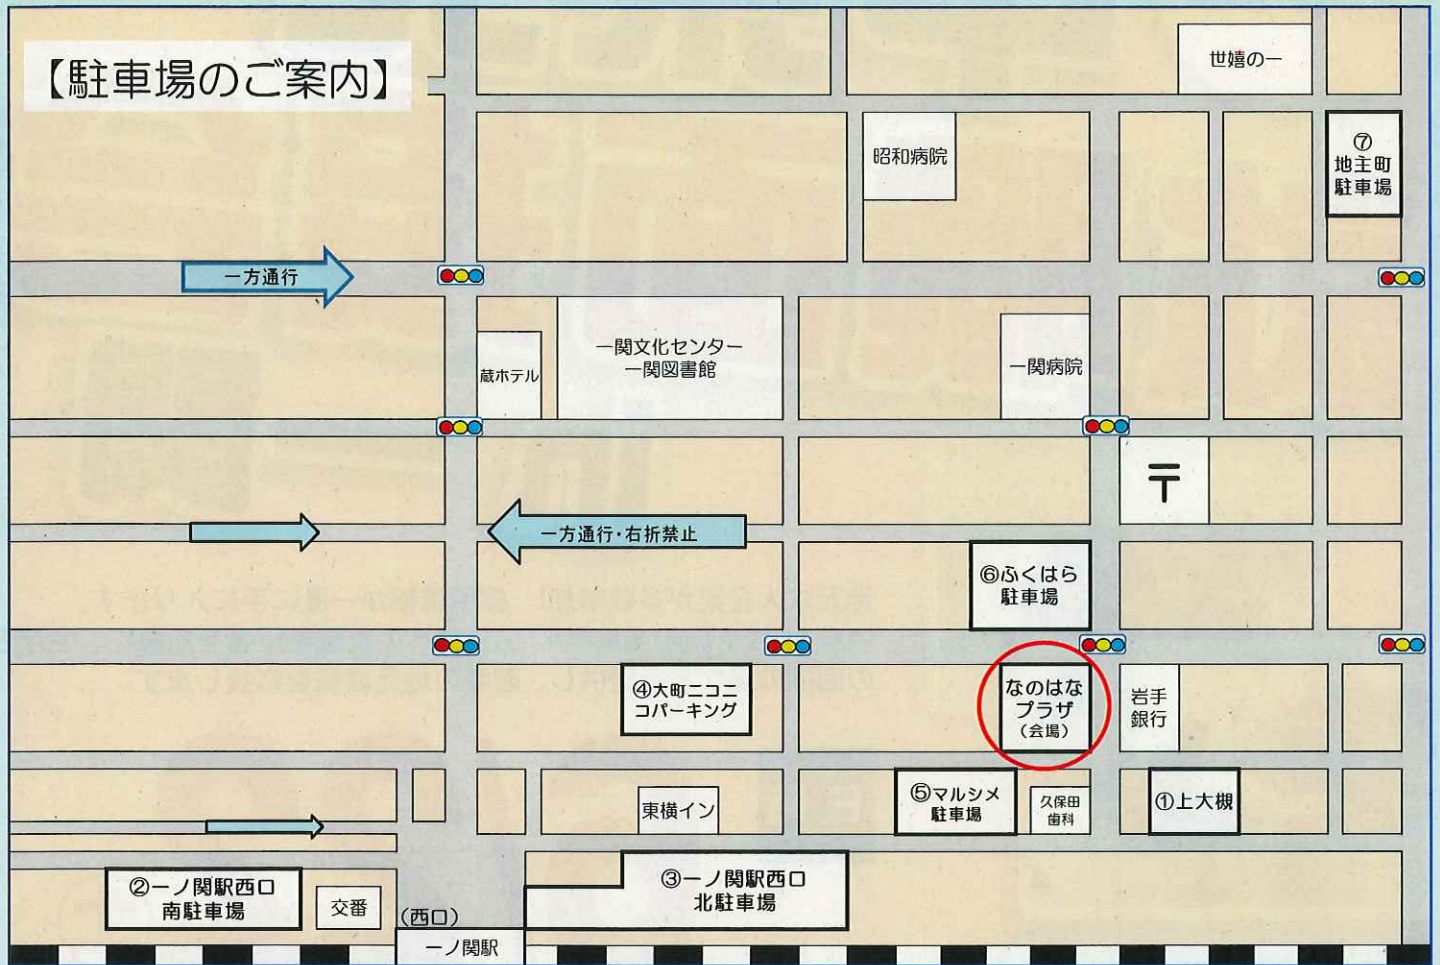 【駐車場のご案内】
世嬉の一
昭和病院
⑦
地主町
駐車場
一方通行
蔵ホテル
一関文化センター
一関図書館
一関病院
〒
一方通行・右折禁止
⑥ふくはら
駐車場
④大町ニコニ
コパーキング
なのはな
プラザ
（会場）
岩手
銀行
東横イン
⑤マルシメ
駐車場
久保田
歯科
①上大槻
②一ノ関駅西口
南駐車場
交番
（西口）
一ノ関駅
③一ノ関駅西口
北駐車場